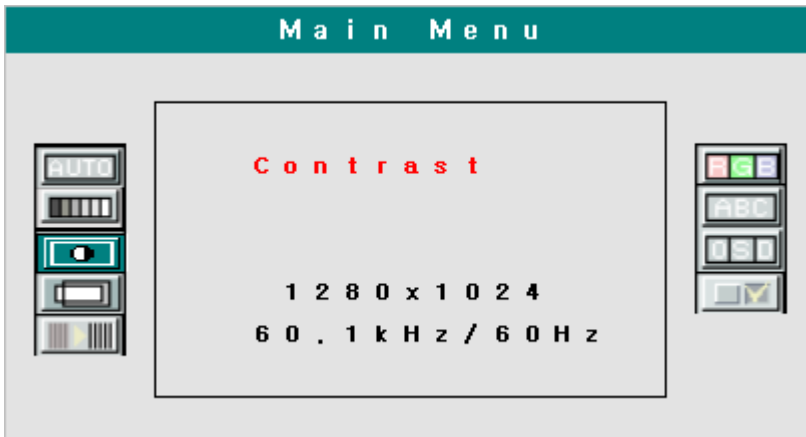 Main Menu
AUTO
Contrast
1280x1024
60.1kHz/60Hz
RGB
ABC
OSD